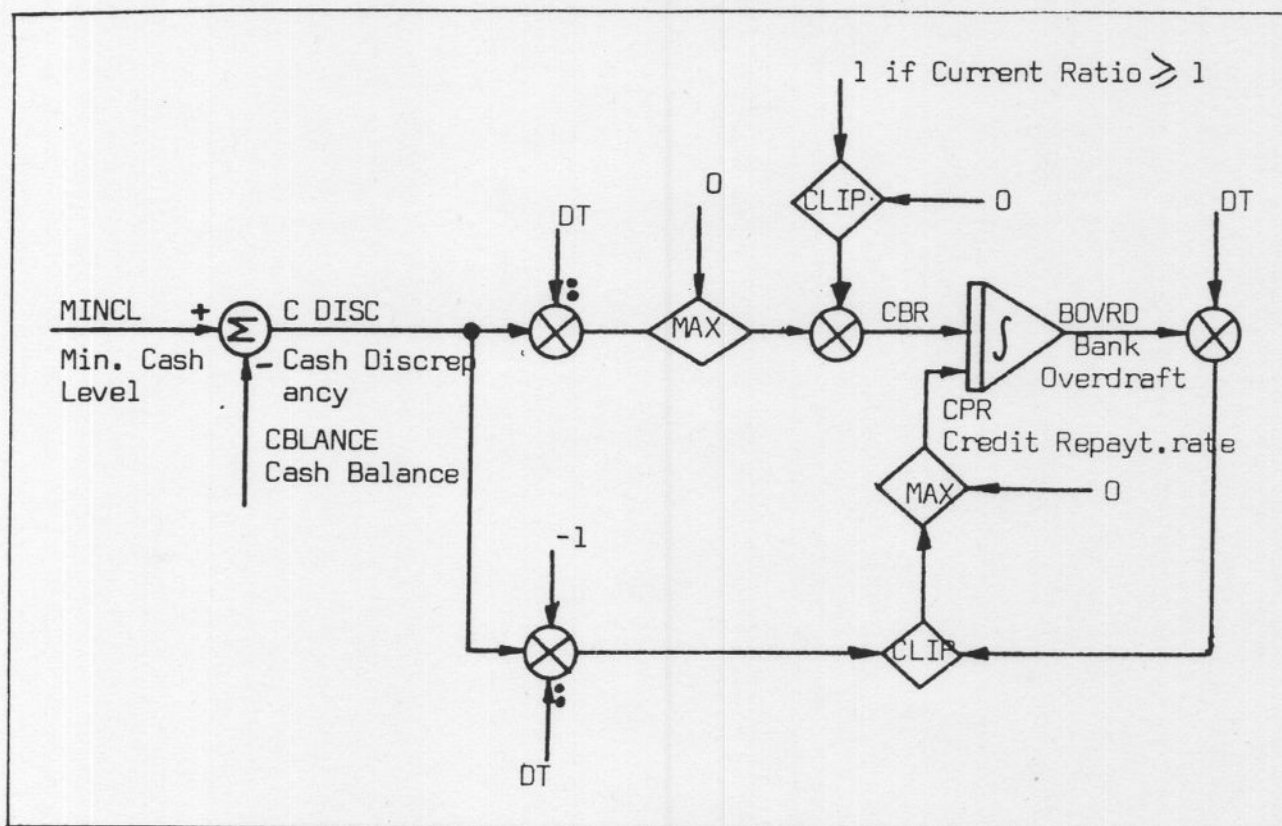 1 if Current Ratio ⩾ 1
CLIP
0
0
DT
DT
MINCL
+
Σ
C DISC
MAX
CBR
∫
BOVRD
Min. Cash
Level
-
Cash Discrep
ancy
Bank
Overdraft
CBLANCE
Cash Balance
CPR
Credit Repayt.rate
MAX
0
-1
CLIP
DT